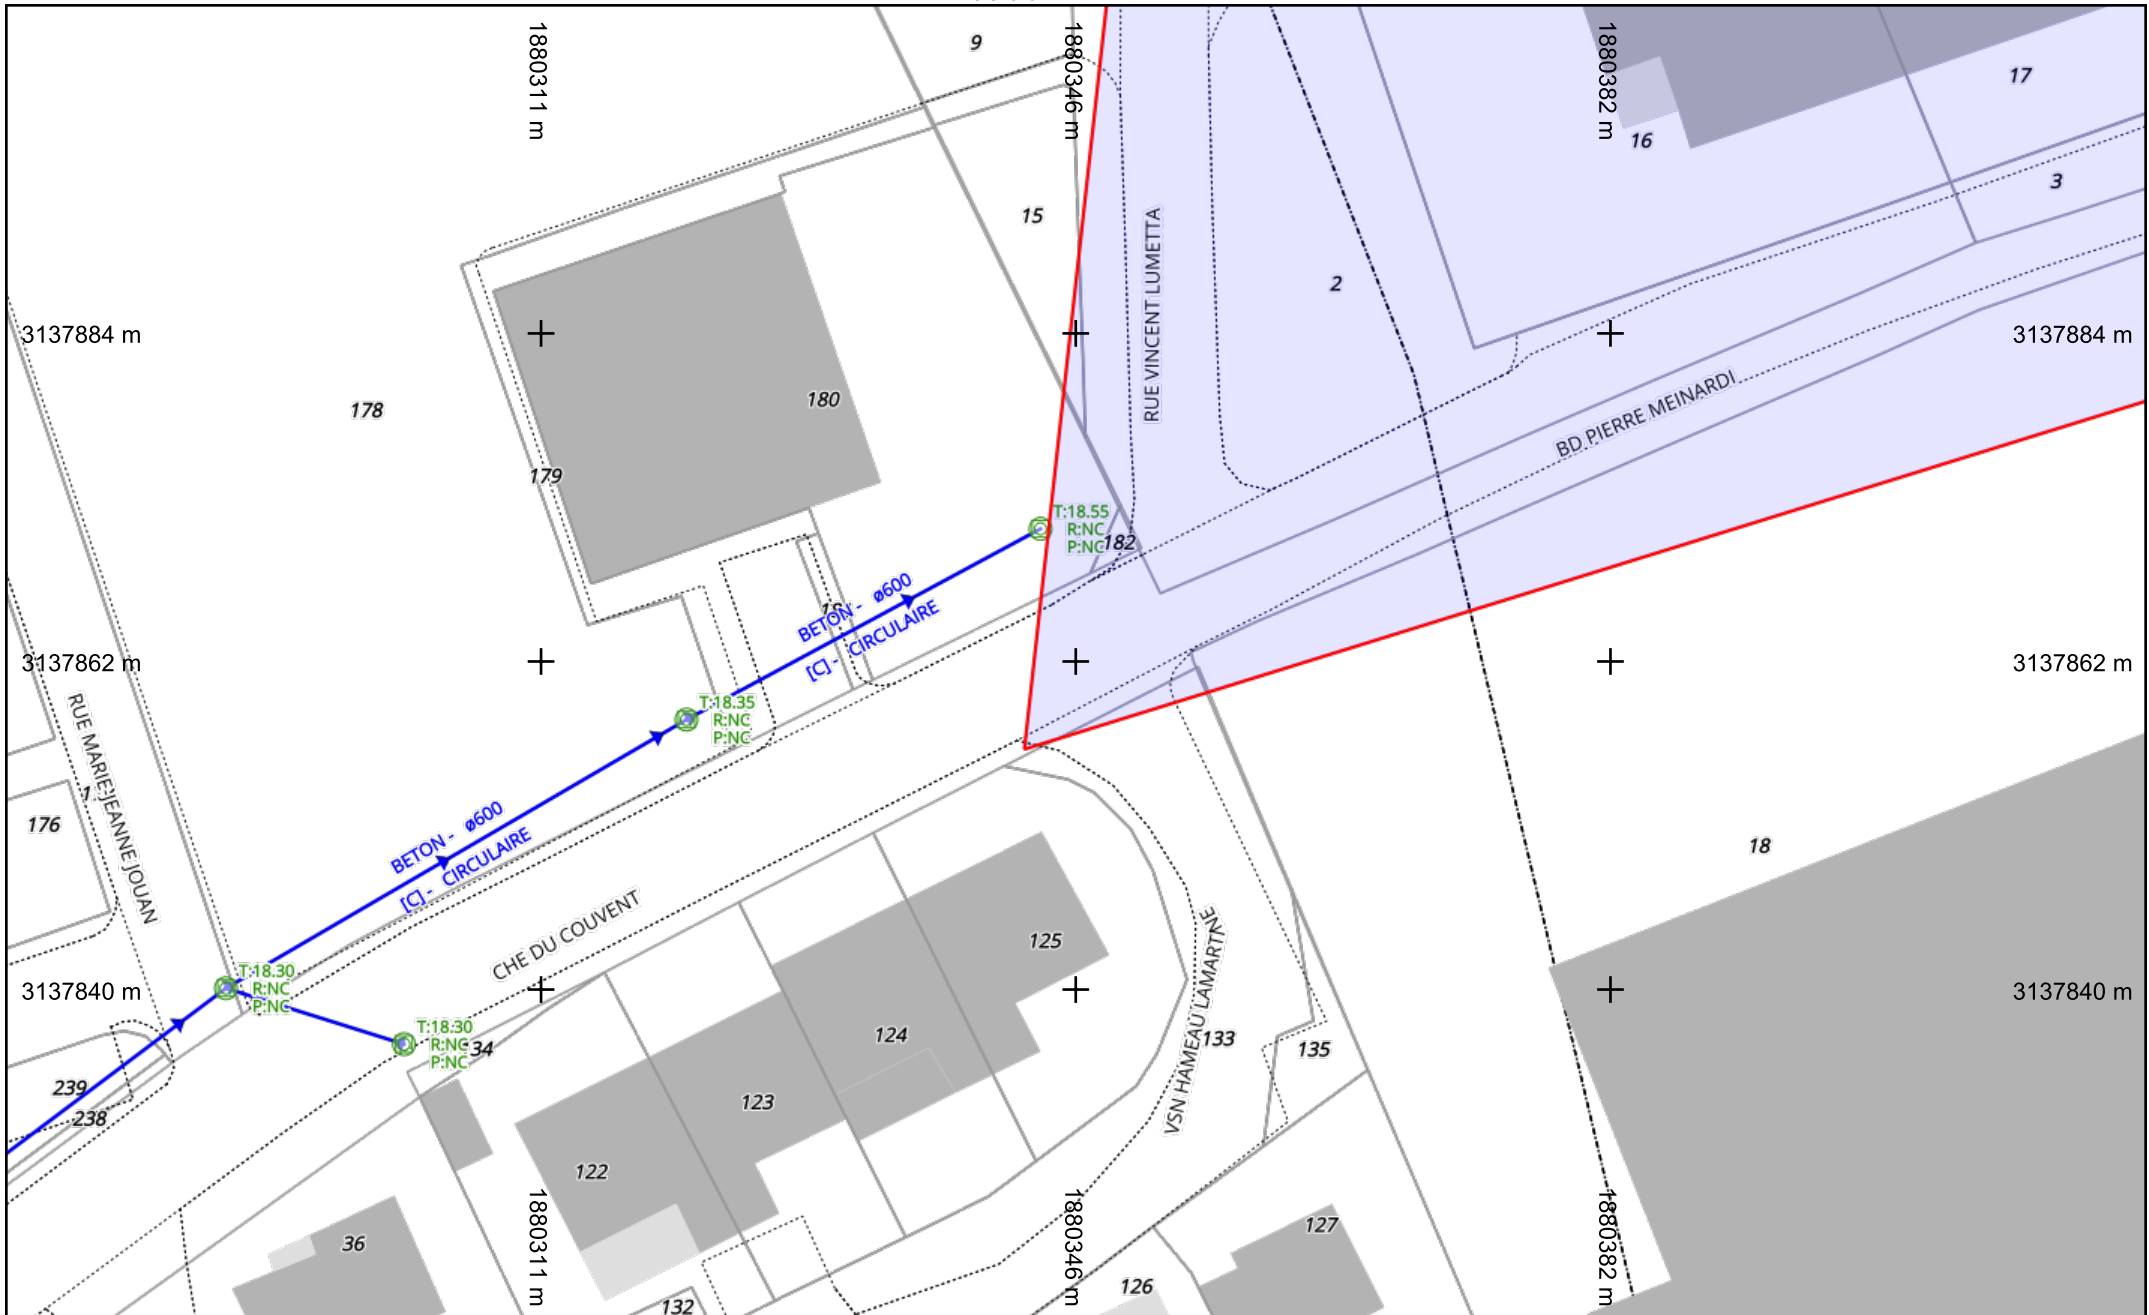 9
1880311 m
1880346 m
1880382 m
17
16
3
15
RUE VINCENT LUMETTA
2
3137884 m
3137884 m
178
180
BD PIERRE MEINARDI
179
T:18.55
R:NC
P:NC
182
BETON - ø600
[C] - CIRCULAIRE
3137862 m
3137862 m
T:18.35
R:NC
P:NC
RUE MARIE-JEANNE JOUAN
176
BETON - ø600
[C] - CIRCULAIRE
18
CHE DU COUVENT
125
VSN HAMEAU LAMARTINE
T:18.30
R:NC
P:NC
3137840 m
3137840 m
T:18.30
R:NC
P:NC
34
124
133
135
239
238
123
122
36
127
126
132
1880311 m
1880346 m
1880382 m